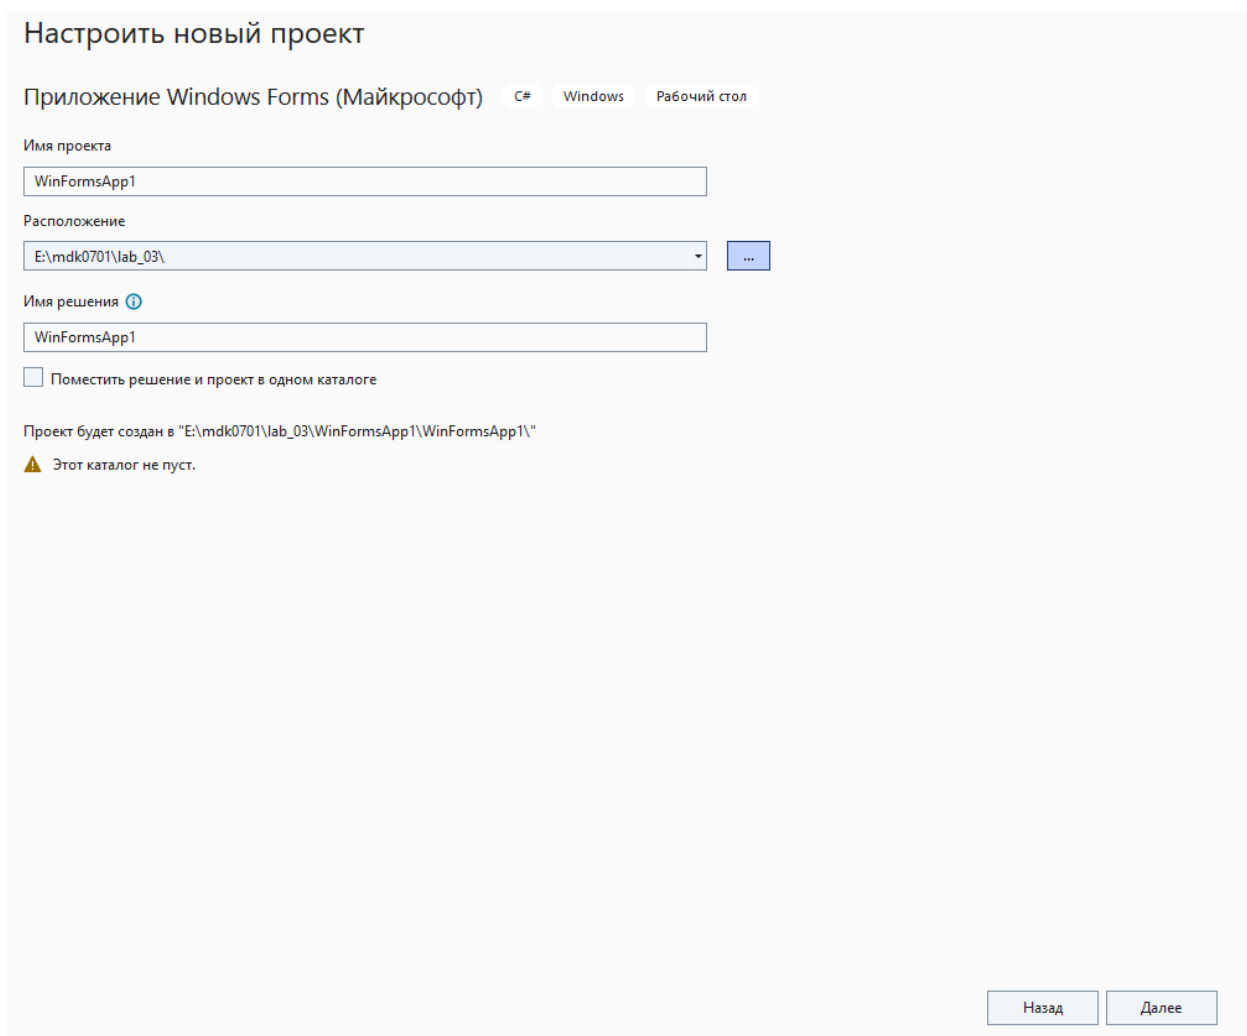 Настроить новый проект
Приложение Windows Forms (Майкрософт) C# Windows Рабочий стол
Имя проекта
WinFormsApp1
Расположение
E:\mdk0701\lab_03\
...
Имя решения
WinFormsApp1
Поместить решение и проект в одном каталоге
Проект будет создан в "E:\mdk0701\lab_03\WinFormsApp1\WinFormsApp1\"
Этот каталог не пуст.
Назад Далее